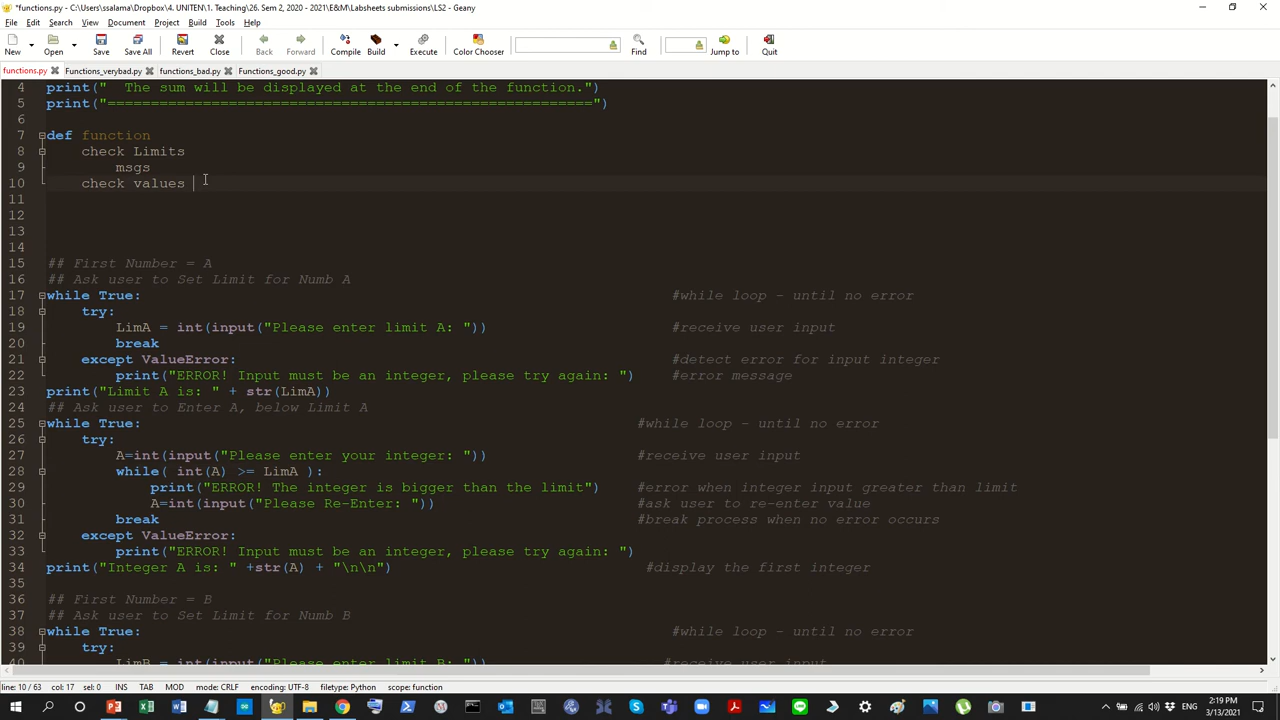 *functions.py - C:\Users\ssalama\Dropbox\4. UNITEN\1. Teaching\26. Sem 2, 2020 - 2021\E&M\Labsheets submissions\LS2 - Geany
File Edit Search View Document Project Build Tools Help
New Open Save Save All Revert Close Back Forward Compile Build Execute Color Chooser Find Jump to Quit
functions.py Functions_verybad.py functions_bad.py Functions_good.py
4 print("  The sum will be displayed at the end of the function.")
5 print("========================================================")
6
7 def function
8     check Limits
9         msgs
10     check values
11
12
13
14
15 ## First Number = A
16 ## Ask user to Set Limit for Numb A
17 while True: #while loop - until no error
18     try:
19         LimA = int(input("Please enter limit A: ")) #receive user input
20         break
21     except ValueError: #detect error for input integer
22         print("ERROR! Input must be an integer, please try again: ") #error message
23 print("Limit A is: " + str(LimA))
24 ## Ask user to Enter A, below Limit A
25 while True: #while loop - until no error
26     try:
27         A=int(input("Please enter your integer: ")) #receive user input
28         while( int(A) >= LimA ):
29             print("ERROR! The integer is bigger than the limit") #error when integer input greater than limit
30             A=int(input("Please Re-Enter: ")) #ask user to re-enter value
31         break #break process when no error occurs
32     except ValueError:
33         print("ERROR! Input must be an integer, please try again: ")
34 print("Integer A is: " +str(A) + "\n\n") #display the first integer
35
36 ## First Number = B
37 ## Ask user to Set Limit for Numb B
38 while True: #while loop - until no error
39     try:
40         LimB = int(input("Please enter limit B: ")) #receive user input
line: 10 / 63 col: 17 sel: 0 INS TAB MOD mode: CRLF encoding: UTF-8 filetype: Python scope: function
2:19 PM
ENG
3/13/2021